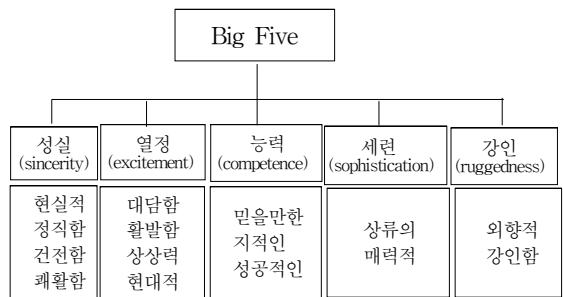 Big Five
성실
(sincerity)
열정
(excitement)
능력
(competence)
세련
(sophistication)
강인
(ruggedness)
현실적
정직함
건전함
쾌활함
대담함
활발함
상상력
현대적
믿을만한
지적인
성공적인
상류의
매력적
외향적
강인함